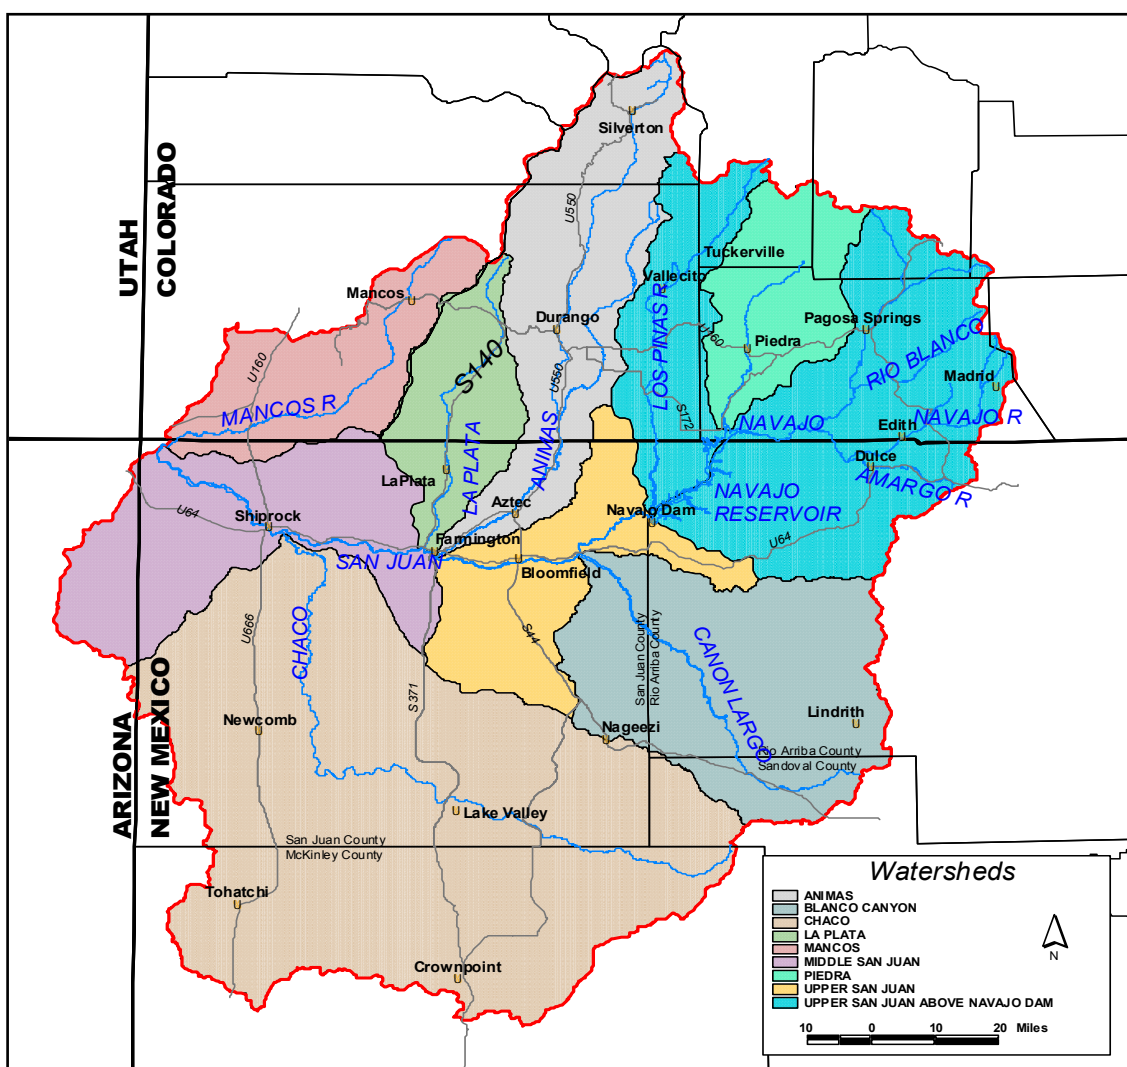 Silverton
UTAH
COLORADO
U550
Tuckerville
Vallecito
Mancos
Durango
Pagosa Springs
U160
Piedra
S140
U160
LOS PINAS R
RIO BLANCO
Madrid
U550
MANCOS R
S172
NAVAJO
Edith
NAVAJO R
LA PLATA
ANIMAS
Dulce
AMARGO R
LaPlata
NAVAJO
RESERVOIR
Aztec
Navajo Dam
U64
Shiprock
Farmington
U64
SAN JUAN
Bloomfield
CHACO
U666
S44
San Juan County
Rio Arriba County
CANON LARGO
S371
ARIZONA
NEW MEXICO
Newcomb
Nageezi
Lindrith
Rio Arriba County
Sandoval County
Lake Valley
San Juan County
McKinley County
Tohatchi
Crownpoint
Watersheds
ANIMAS
BLANCO CANYON
CHACO
LA PLATA
MANCOS
MIDDLE SAN JUAN
PIEDRA
UPPER SAN JUAN
UPPER SAN JUAN ABOVE NAVAJO DAM
N
10 0 10 20 Miles